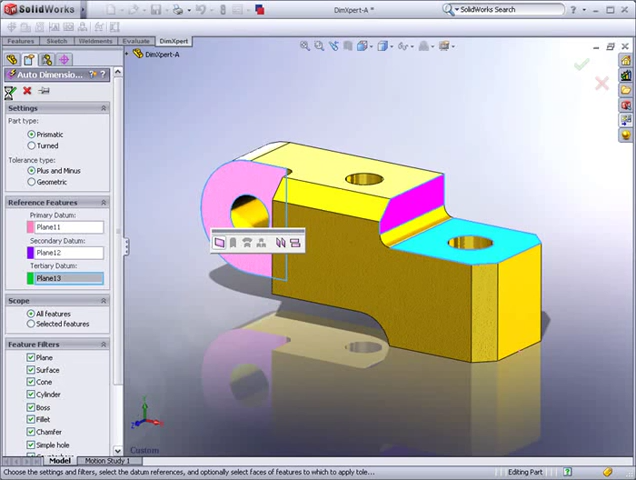 SolidWorks
DimXpert-A *
SolidWorks Search
Features
Sketch
Weldments
Evaluate
DimXpert
DimXpert-A
Auto Dimension...
Settings
Part type:
Prismatic
Turned
Tolerance type:
Plus and Minus
Geometric
Reference Features
Primary Datum:
Plane11
Secondary Datum:
Plane12
Tertiary Datum:
Plane13
Scope
All features
Selected features
Feature Filters
Plane
Surface
Cone
Cylinder
Boss
Fillet
Chamfer
Simple hole
Custom
Model
Motion Study 1
Choose the settings and filters, select the datum references, and optionally select faces of features to which to apply tole...
Editing Part